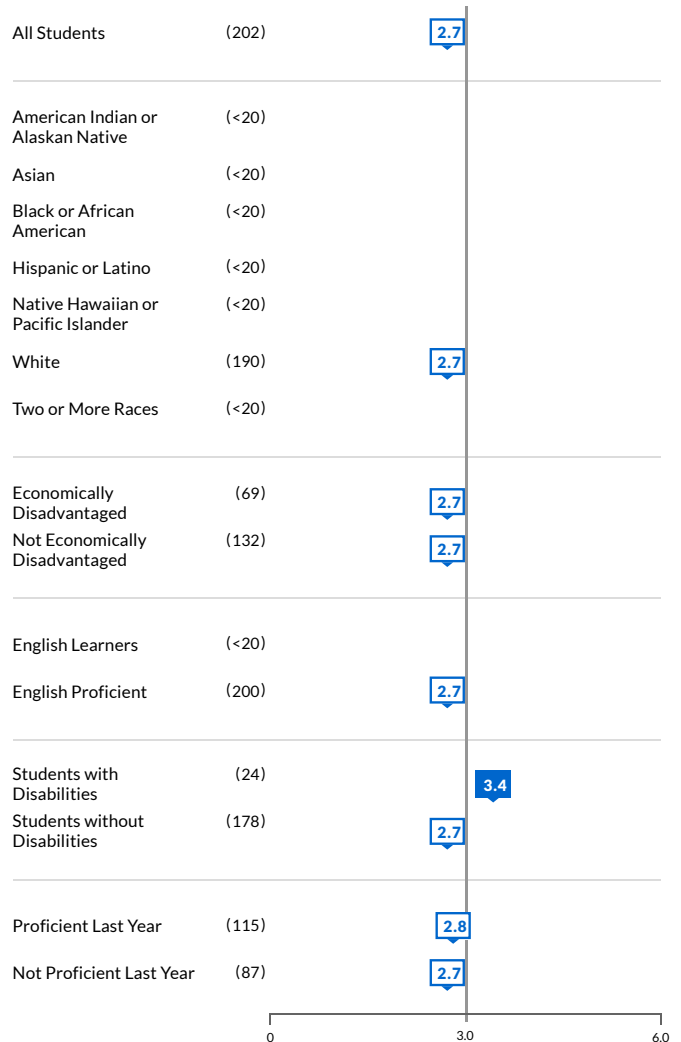 All Students (202) 2.7
American Indian or (<20)
Alaskan Native
Asian (<20)
Black or African (<20)
American
Hispanic or Latino (<20)
Native Hawaiian or (<20)
Pacific Islander
White (190) 2.7
Two or More Races (<20)
Economically (69) 2.7
Disadvantaged
Not Economically (132) 2.7
Disadvantaged
English Learners (<20)
English Proficient (200) 2.7
Students with (24) 3.4
Disabilities
Students without (178) 2.7
Disabilities
Proficient Last Year (115) 2.8
Not Proficient Last Year (87) 2.7
0 3.0 6.0